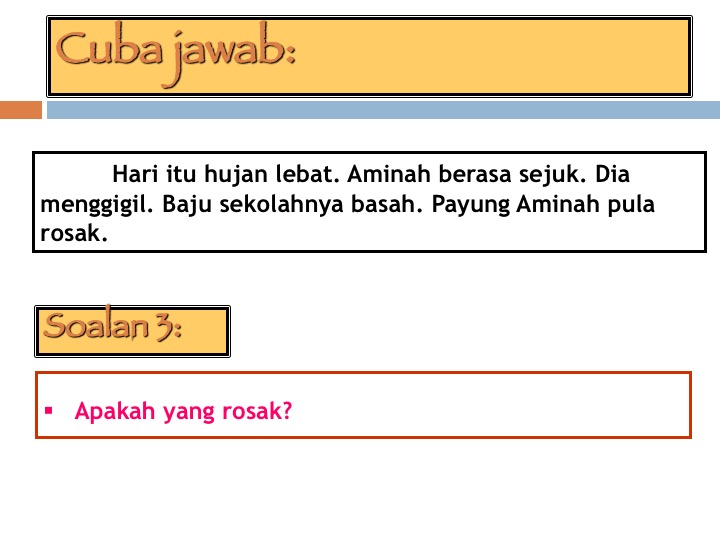 Cuba jawab:
Hari itu hujan lebat. Aminah berasa sejuk. Dia
menggigil. Baju sekolahnya basah. Payung Aminah pula
rosak.
Soalan 3:
▪ Apakah yang rosak?